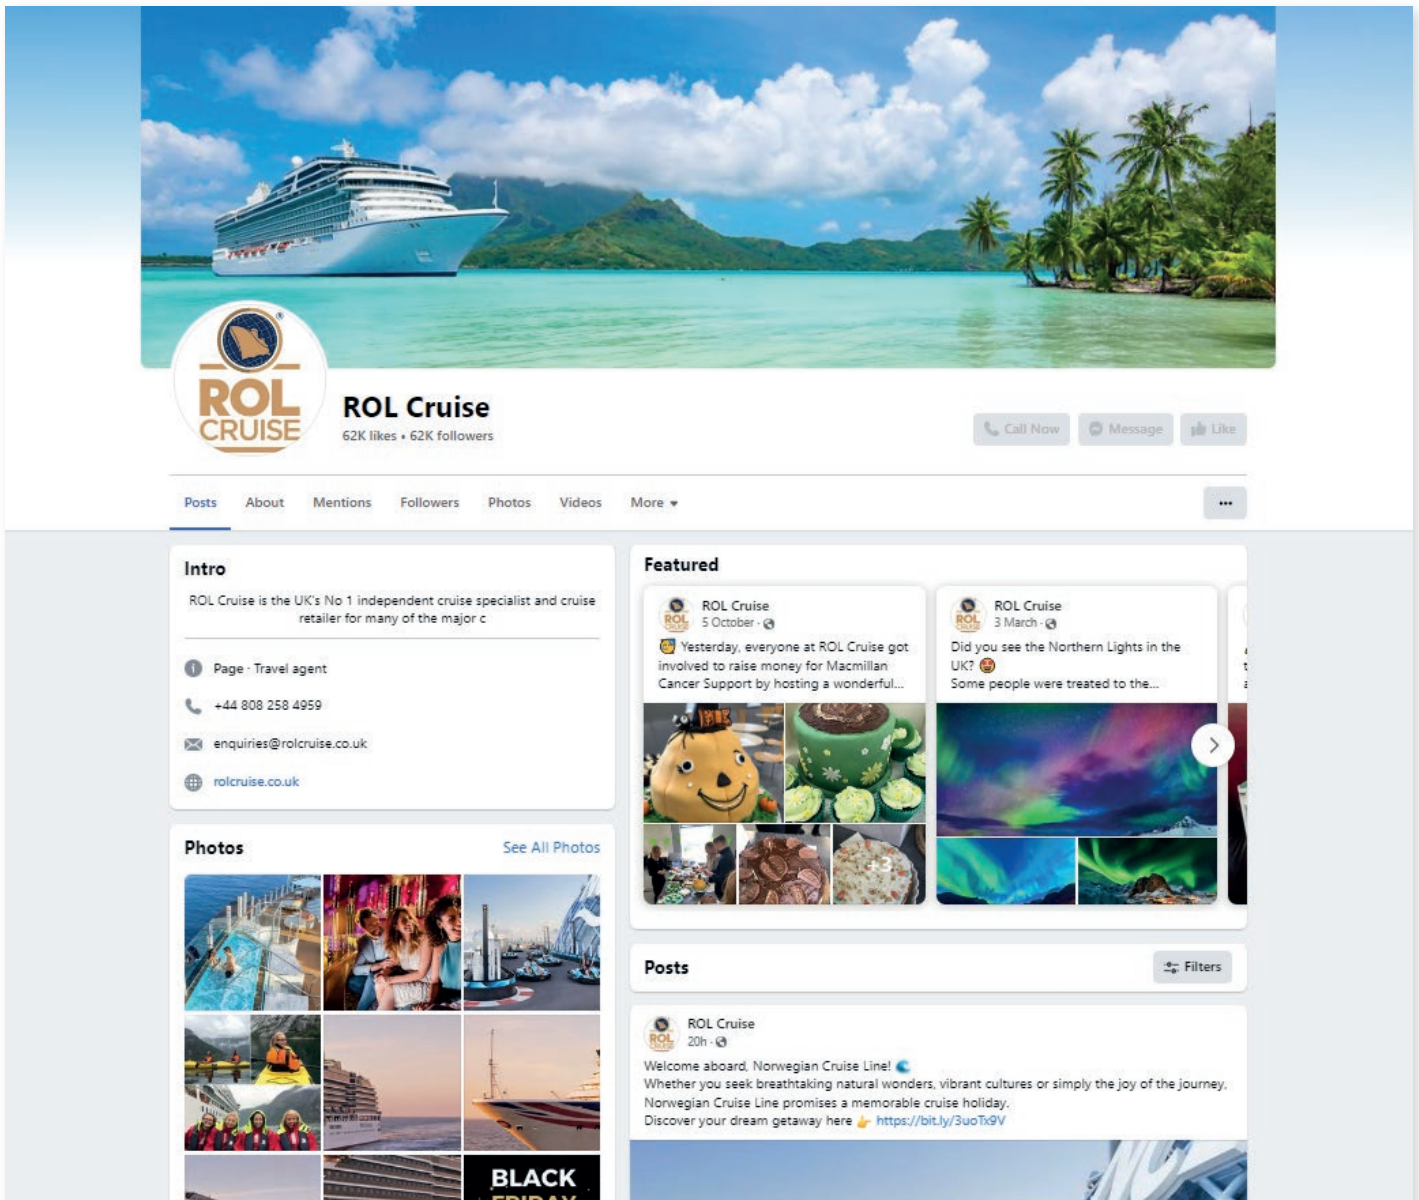 ROL
CRUISE
ROL Cruise
62K likes • 62K followers
Call Now
Message
Like
Posts
About
Mentions
Followers
Photos
Videos
More
Intro
ROL Cruise is the UK's No 1 independent cruise specialist and cruise
retailer for many of the major c
Page · Travel agent
+44 808 258 4959
enquiries@rolcruise.co.uk
rolcruise.co.uk
Photos
See All Photos
BLACK
FRIDAY
Featured
ROL Cruise
5 October ·
Yesterday, everyone at ROL Cruise got
involved to raise money for Macmillan
Cancer Support by hosting a wonderful...
+3
ROL Cruise
3 March ·
Did you see the Northern Lights in the
UK?
Some people were treated to the...
Posts
Filters
ROL Cruise
20h ·
Welcome aboard, Norwegian Cruise Line!
Whether you seek breathtaking natural wonders, vibrant cultures or simply the joy of the journey,
Norwegian Cruise Line promises a memorable cruise holiday.
Discover your dream getaway here 👉 https://bit.ly/3uoTx9V